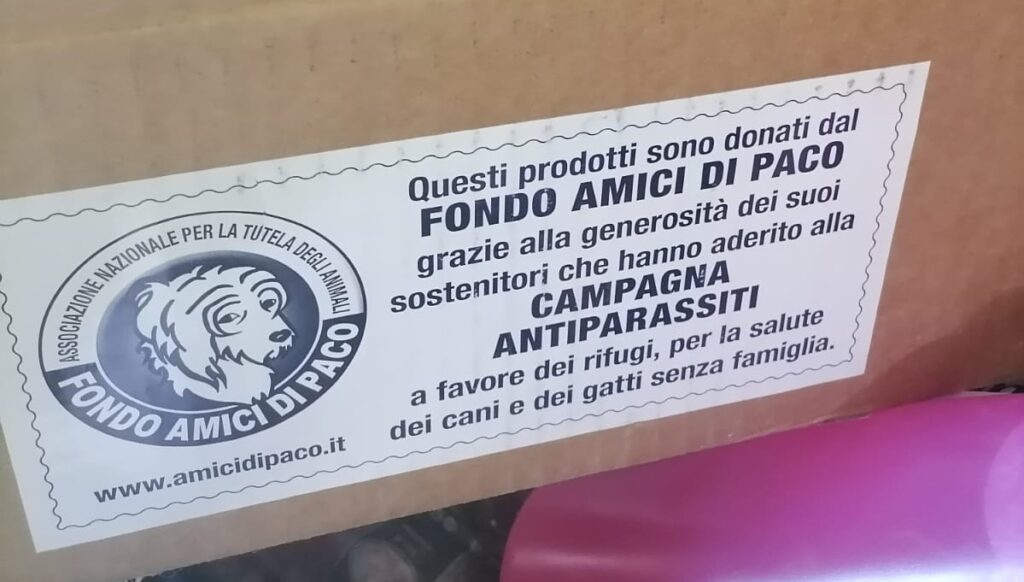 ASSOCIAZIONE NAZIONALE PER LA TUTELA DEGLI ANIMALI
FONDO AMICI DI PACO
www.amicidipaco.it
Questi prodotti sono donati dal
FONDO AMICI DI PACO
grazie alla generosità dei suoi
sostenitori che hanno aderito alla
CAMPAGNA
ANTIPARASSITI
a favore dei rifugi, per la salute
dei cani e dei gatti senza famiglia.